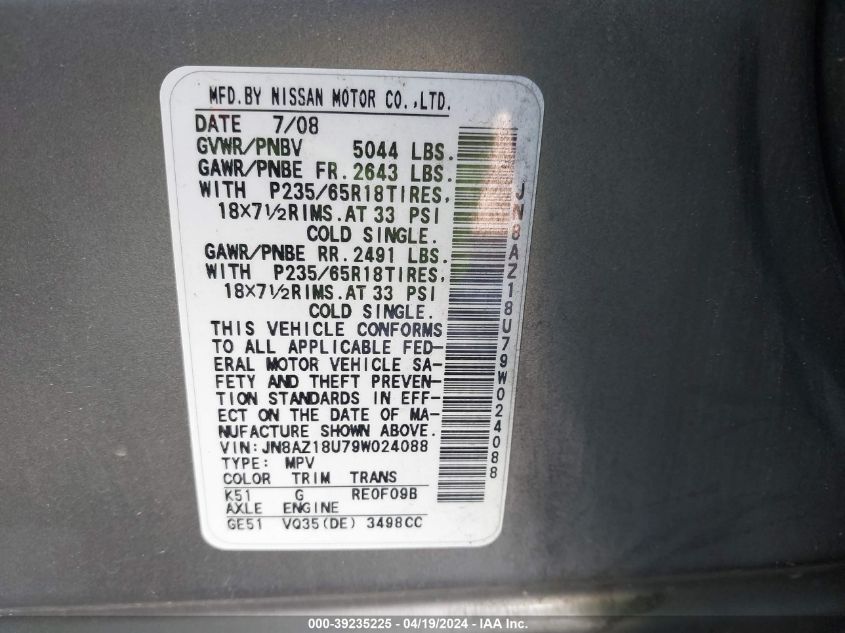 MFD.BY NISSAN MOTOR CO.,LTD.
DATE 7/08
GVWR/PNBV 5044 LBS.
GAWR/PNBE FR. 2643 LBS.
WITH P235/65R18TIRES,
18X7½RIMS.AT 33 PSI
COLD SINGLE.
GAWR/PNBE RR. 2491 LBS.
WITH P235/65R18TIRES,
18X7½RIMS.AT 33 PSI
COLD SINGLE.
THIS VEHICLE CONFORMS
TO ALL APPLICABLE FED-
ERAL MOTOR VEHICLE SA-
FETY AND THEFT PREVEN-
TION STANDARDS IN EFF-
ECT ON THE DATE OF MA-
NUFACTURE SHOWN ABOVE.
VIN: JN8AZ18U79W024088
TYPE: MPV
COLOR TRIM TRANS
K51 G RE0F09B
AXLE ENGINE
GE51 VQ35(DE) 3498CC
JN8AZ18U79W024088
000-39235225 - 04/19/2024 - IAA Inc.